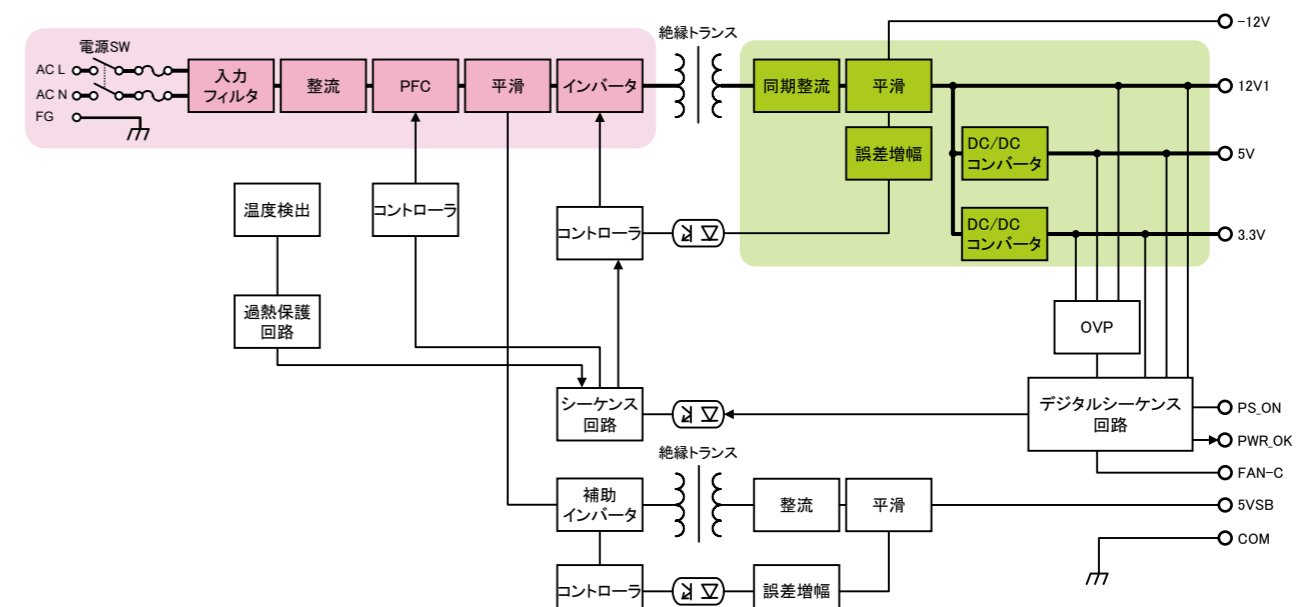 -12V
絶縁トランス
電源SW
AC L
AC N
FG
入力
フィルタ
整流
PFC
平滑
インバータ
同期整流
平滑
12V1
誤差増幅
DC/DC
コンバータ
5V
温度検出
コントローラ
コントローラ
DC/DC
コンバータ
3.3V
過熱保護
回路
OVP
シーケンス
回路
デジタルシーケンス
回路
PS_ON
PWR_OK
FAN-C
絶縁トランス
補助
インバータ
整流
平滑
5VSB
COM
コントローラ
誤差増幅